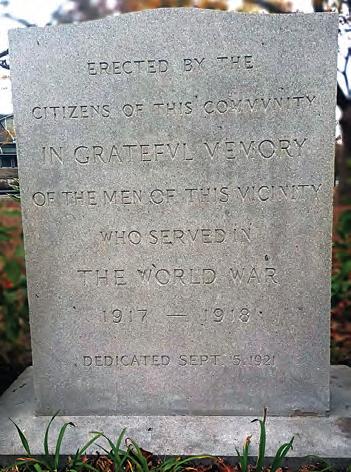 ERECTED BY THE
CITIZENS OF THIS COMMVNITY
IN GRATEFVL MEMORY
OF THE MEN OF THIS VICINITY
WHO SERVED IN
THE WORLD WAR
1917 — 1918
DEDICATED SEPT. 5, 1921